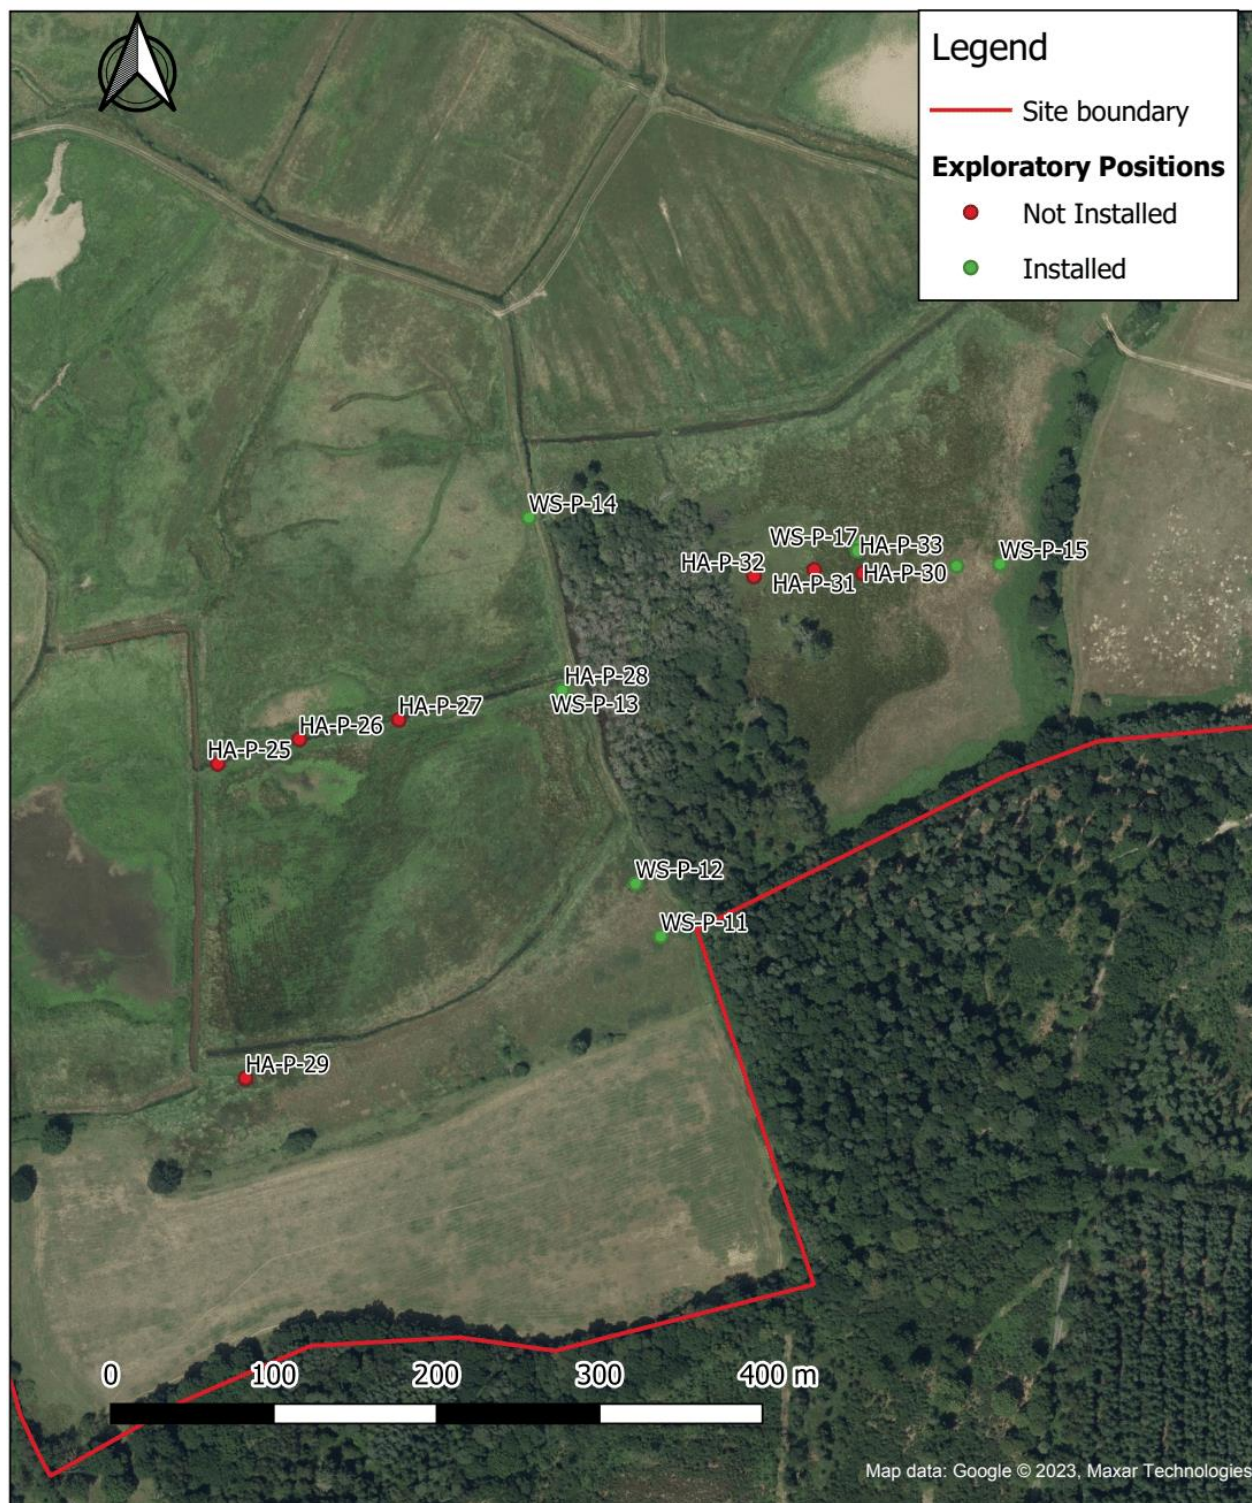 Legend
Site boundary
Exploratory Positions
Not Installed
Installed
WS-P-14
WS-P-17
HA-P-33
WS-P-15
HA-P-32
HA-P-31
HA-P-30
HA-P-28
WS-P-13
HA-P-27
HA-P-26
HA-P-25
WS-P-12
WS-P-11
HA-P-29
0 100 200 300 400 m
Map data: Google © 2023, Maxar Technologies